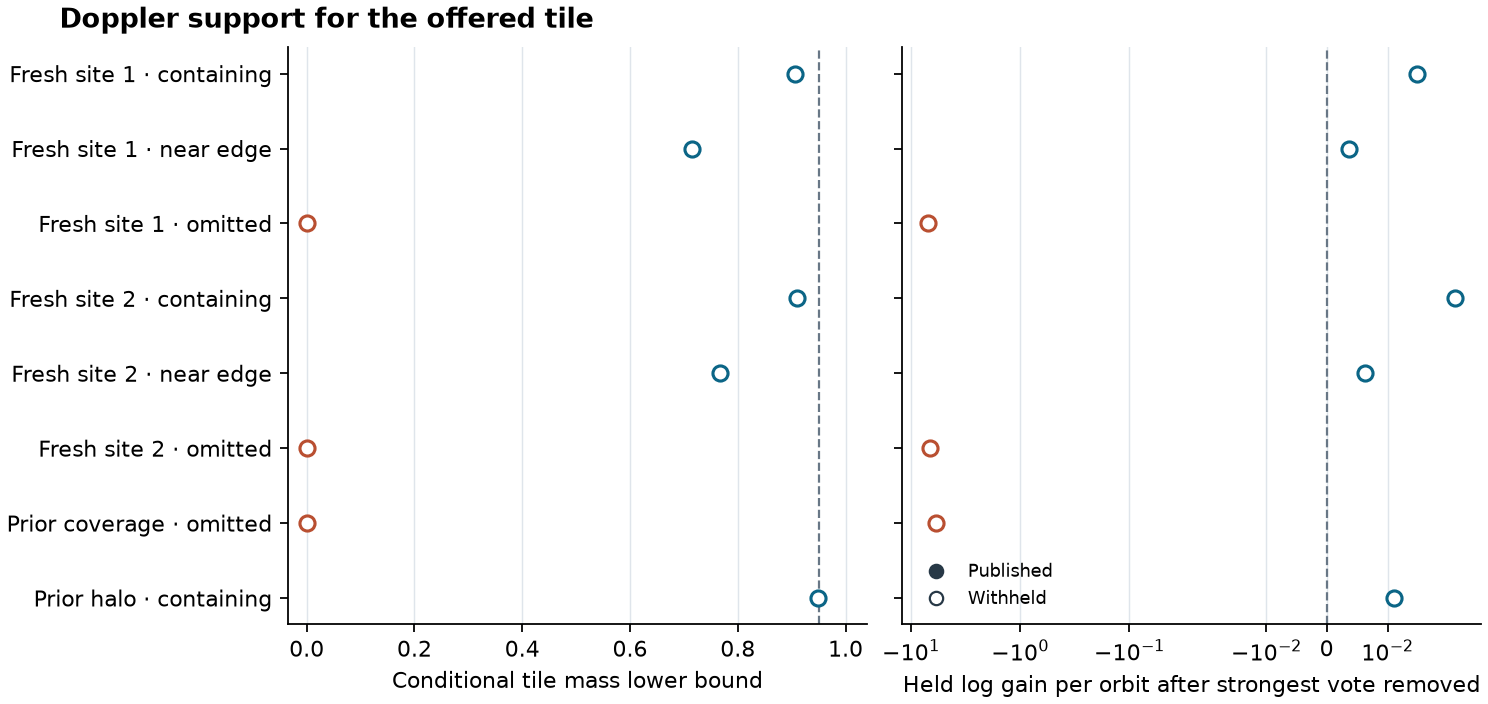 Doppler support for the offered tile
Fresh site 1 · containing
Fresh site 1 · near edge
Fresh site 1 · omitted
Fresh site 2 · containing
Fresh site 2 · near edge
Fresh site 2 · omitted
Prior coverage · omitted
Prior halo · containing
0.0 0.2 0.4 0.6 0.8 1.0
Conditional tile mass lower bound
Published
Withheld
−10¹ −10⁰ −10⁻¹ −10⁻² 0 10⁻²
Held log gain per orbit after strongest vote removed